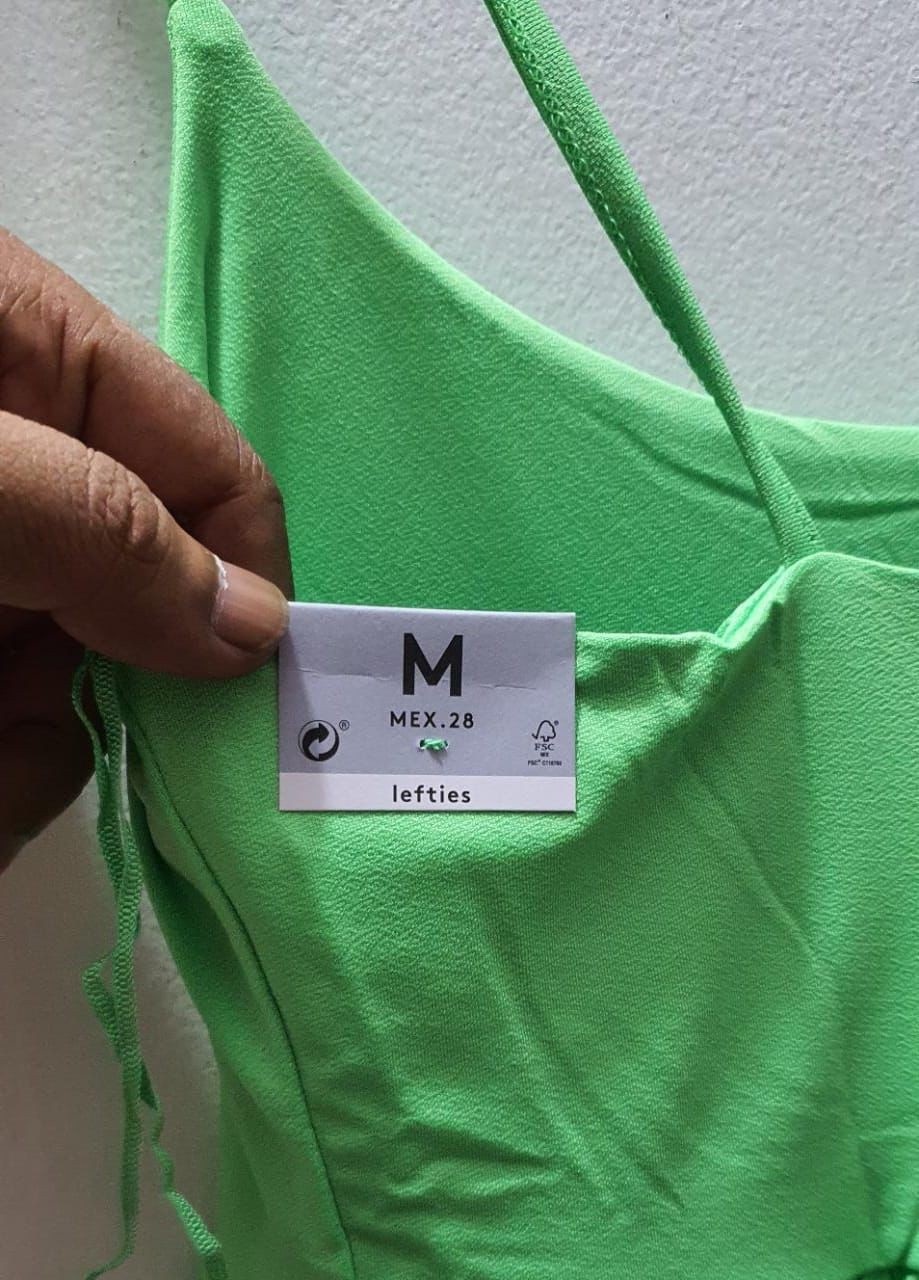 M
MEX.28
®
FSC
lefties